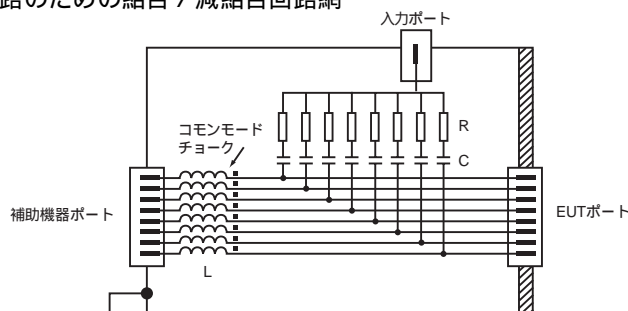 路のための結合 / 減結合回路網
入力ポート
コモンモード
チョーク
R
C
補助機器ポート
EUTポート
L